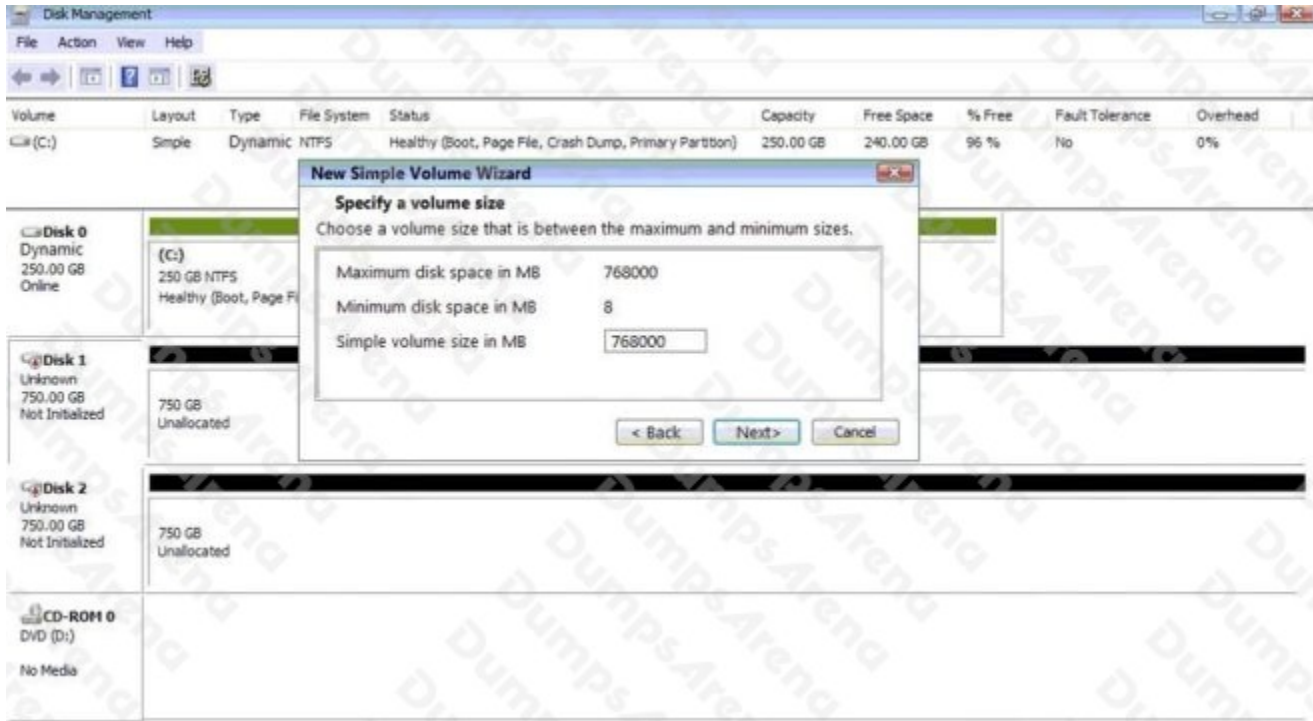 Disk Management
File Action View Help
Volume Layout Type File System Status Capacity Free Space % Free Fault Tolerance Overhead
(C:) Simple Dynamic NTFS Healthy (Boot, Page File, Crash Dump, Primary Partition) 250.00 GB 240.00 GB 96 % No 0%
New Simple Volume Wizard
Specify a volume size
Choose a volume size that is between the maximum and minimum sizes.
Maximum disk space in MB 768000
Minimum disk space in MB 8
Simple volume size in MB 768000
< Back Next> Cancel
Disk 0
Dynamic
250.00 GB
Online
(C:)
250 GB NTFS
Healthy (Boot, Page Fi
Disk 1
Unknown
750.00 GB
Not Initialized
750 GB
Unallocated
Disk 2
Unknown
750.00 GB
Not Initialized
750 GB
Unallocated
CD-ROM 0
DVD (D:)
No Media
DumpsArena